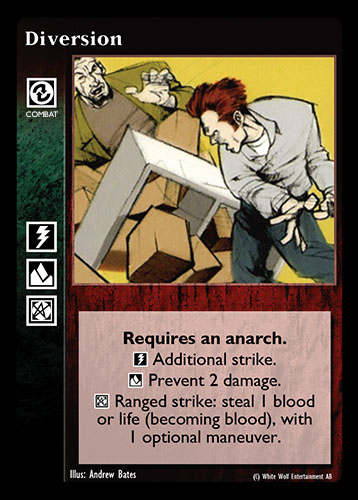 Diversion
COMBAT
Requires an anarch.
Additional strike.
Prevent 2 damage.
Ranged strike: steal 1 blood
or life (becoming blood), with
1 optional maneuver.
Illus: Andrew Bates
(C) White Wolf Entertainment AB